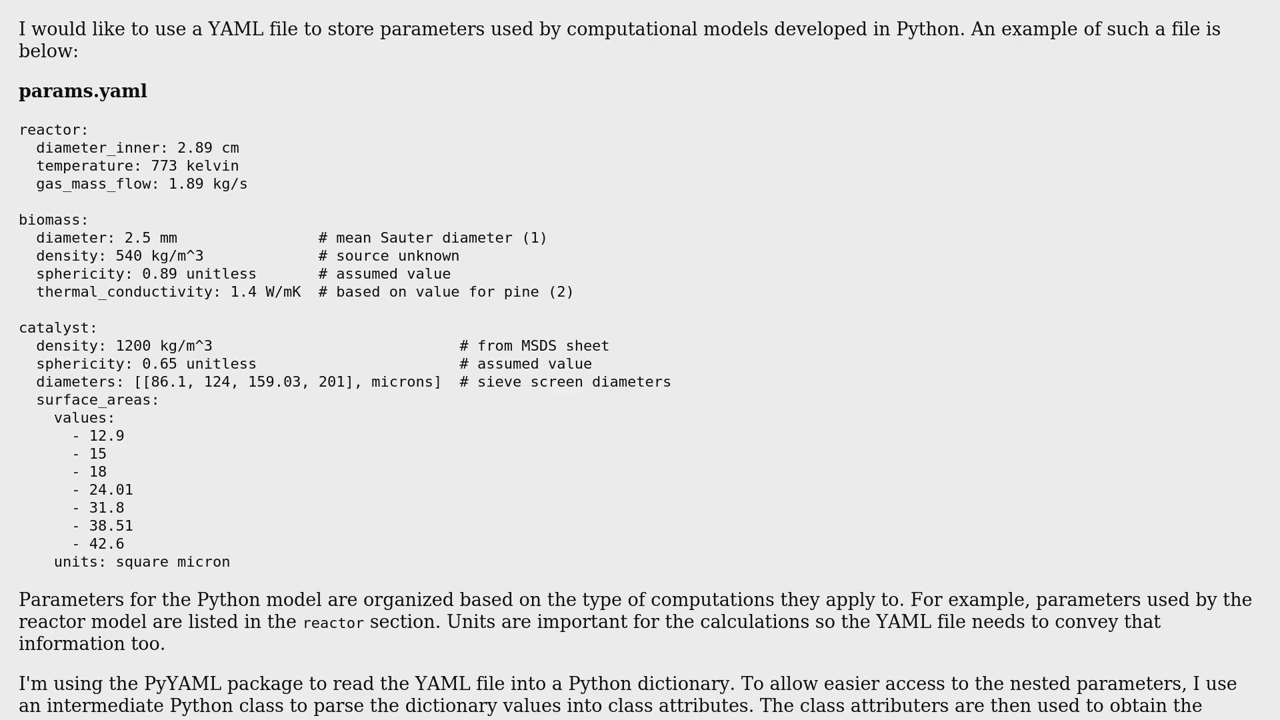 I would like to use a YAML file to store parameters used by computational models developed in Python. An example of such a file is
below:
params.yaml
reactor:
  diameter_inner: 2.89 cm
  temperature: 773 kelvin
  gas_mass_flow: 1.89 kg/s

biomass:
  diameter: 2.5 mm                # mean Sauter diameter (1)
  density: 540 kg/m^3             # source unknown
  sphericity: 0.89 unitless       # assumed value
  thermal_conductivity: 1.4 W/mK  # based on value for pine (2)

catalyst:
  density: 1200 kg/m^3                            # from MSDS sheet
  sphericity: 0.65 unitless                       # assumed value
  diameters: [[86.1, 124, 159.03, 201], microns]  # sieve screen diameters
  surface_areas:
    values:
      - 12.9
      - 15
      - 18
      - 24.01
      - 31.8
      - 38.51
      - 42.6
    units: square micron
Parameters for the Python model are organized based on the type of computations they apply to. For example, parameters used by the
reactor model are listed in the reactor section. Units are important for the calculations so the YAML file needs to convey that
information too.
I'm using the PyYAML package to read the YAML file into a Python dictionary. To allow easier access to the nested parameters, I use
an intermediate Python class to parse the dictionary values into class attributes. The class attributers are then used to obtain the